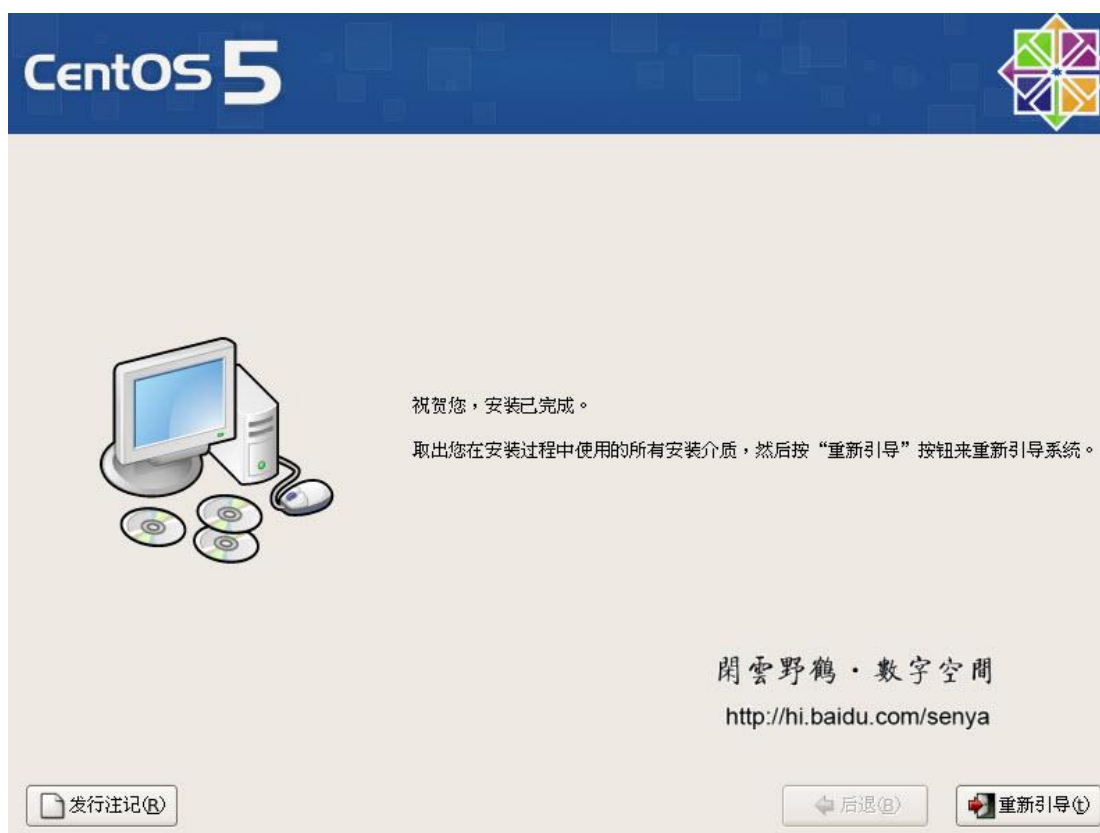 CentOS 5
祝贺您，安装已完成。
取出您在安装过程中使用的所有安装介质，然后按“重新引导”按钮来重新引导系统。
閑雲野鶴・數字空間
http://hi.baidu.com/senya
发行注记(R)
后退(B)
重新引导(t)